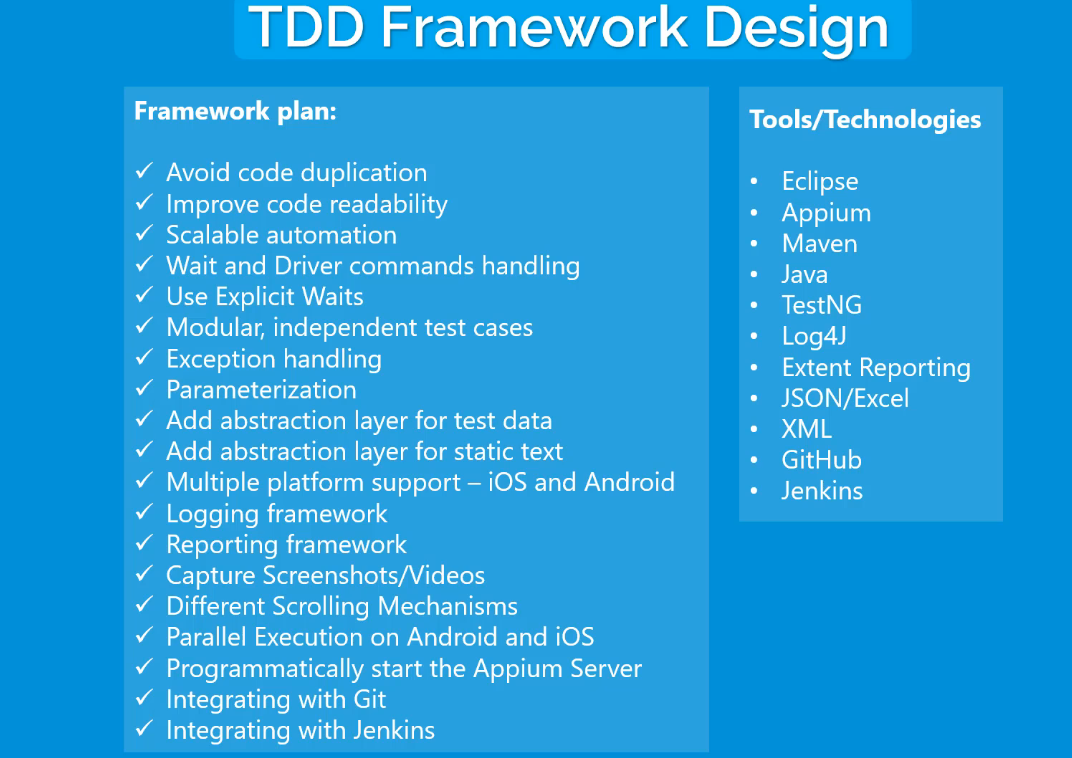 TDD Framework Design
Framework plan:
✓ Avoid code duplication
✓ Improve code readability
✓ Scalable automation
✓ Wait and Driver commands handling
✓ Use Explicit Waits
✓ Modular, independent test cases
✓ Exception handling
✓ Parameterization
✓ Add abstraction layer for test data
✓ Add abstraction layer for static text
✓ Multiple platform support – iOS and Android
✓ Logging framework
✓ Reporting framework
✓ Capture Screenshots/Videos
✓ Different Scrolling Mechanisms
✓ Parallel Execution on Android and iOS
✓ Programmatically start the Appium Server
✓ Integrating with Git
✓ Integrating with Jenkins
Tools/Technologies
• Eclipse
• Appium
• Maven
• Java
• TestNG
• Log4J
• Extent Reporting
• JSON/Excel
• XML
• GitHub
• Jenkins